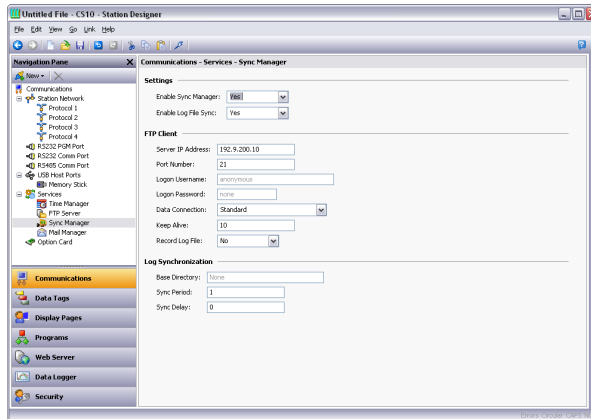 Untitled File - CS10 - Station Designer
File Edit View Go Link Help
Navigation Pane
New
Communications
Station Network
Protocol 1
Protocol 2
Protocol 3
Protocol 4
RS232 PGM Port
RS232 Comm Port
RS485 Comm Port
USB Host Ports
Memory Stick
Services
Time Manager
FTP Server
Sync Manager
Mail Manager
Option Card
Communications
Data Tags
Display Pages
Programs
Web Server
Data Logger
Security
Communications - Services - Sync Manager
Settings
Enable Sync Manager: Yes
Enable Log File Sync: Yes
FTP Client
Server IP Address: 192.9.200.10
Port Number: 21
Logon Username: anonymous
Logon Password: none
Data Connection: Standard
Keep Alive: 10
Record Log File: No
Log Synchronization
Base Directory: None
Sync Period: 1
Sync Delay: 0
Errors Circular CAPS